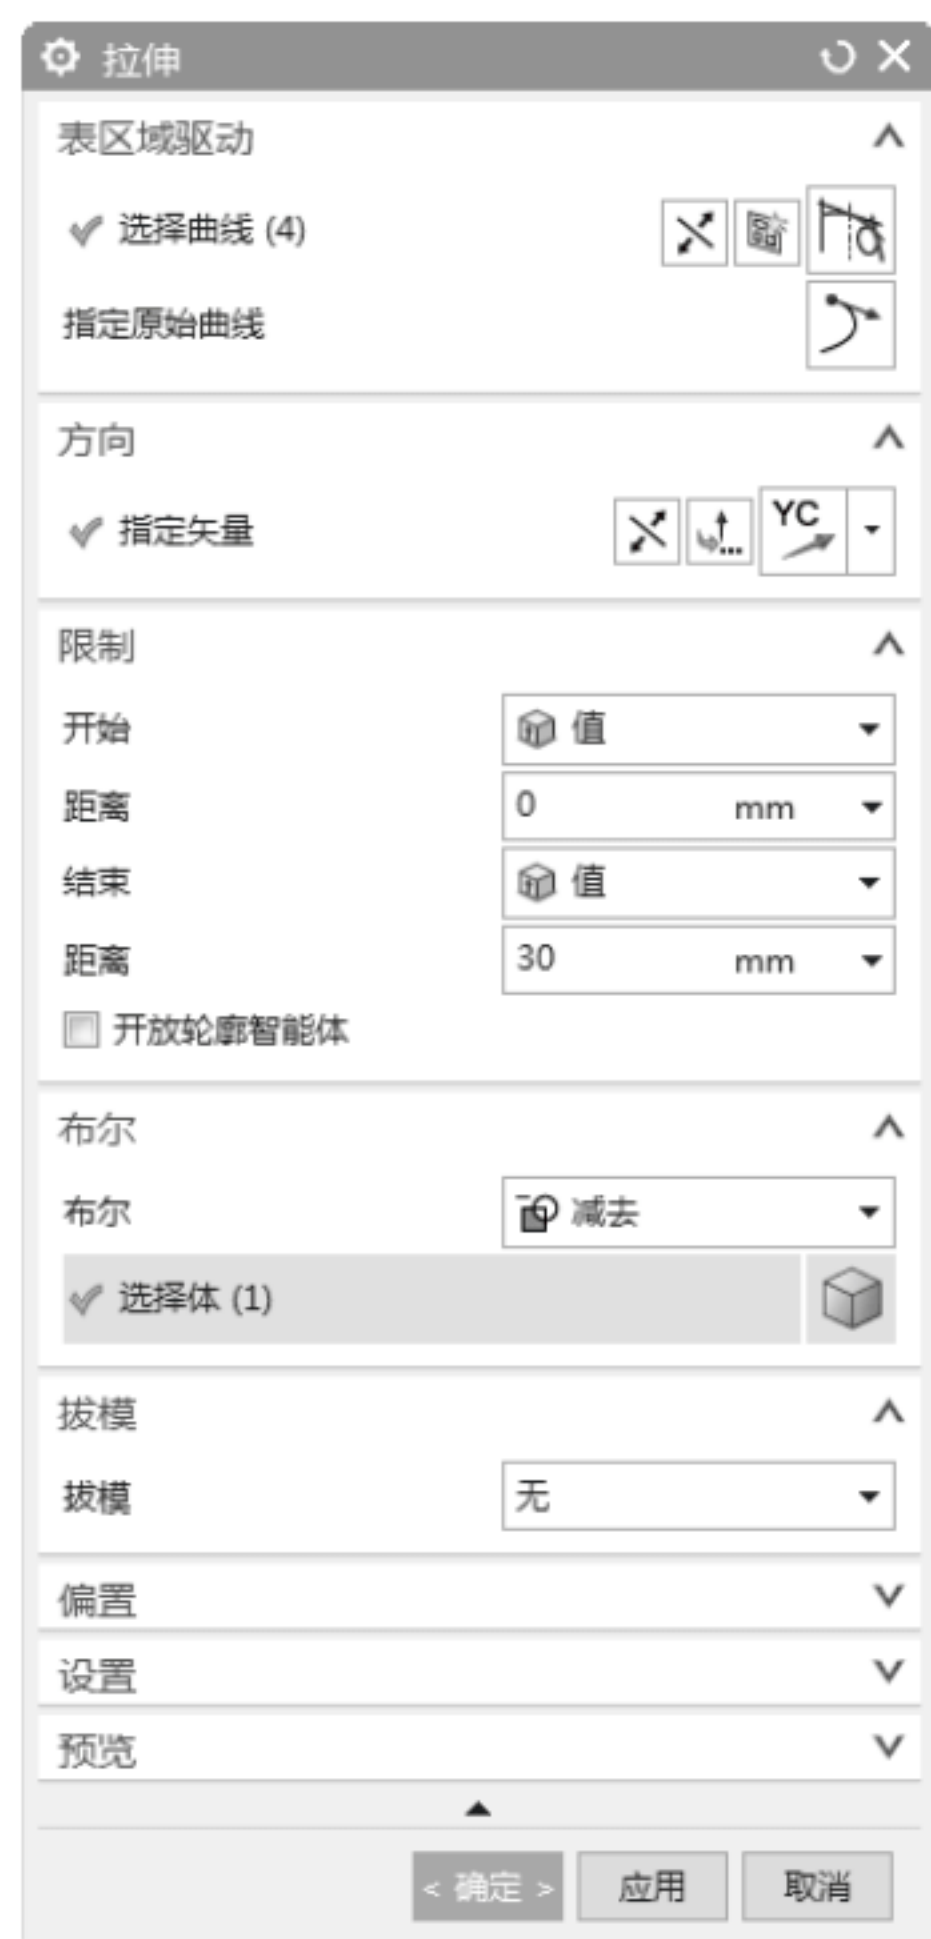 拉伸
表区域驱动
选择曲线 (4)
指定原始曲线
方向
指定矢量 YC
限制
开始 值
距离 0 mm
结束 值
距离 30 mm
开放轮廓智能体
布尔
布尔 减去
选择体 (1)
拔模
拔模 无
偏置
设置
预览
< 确定 > 应用 取消